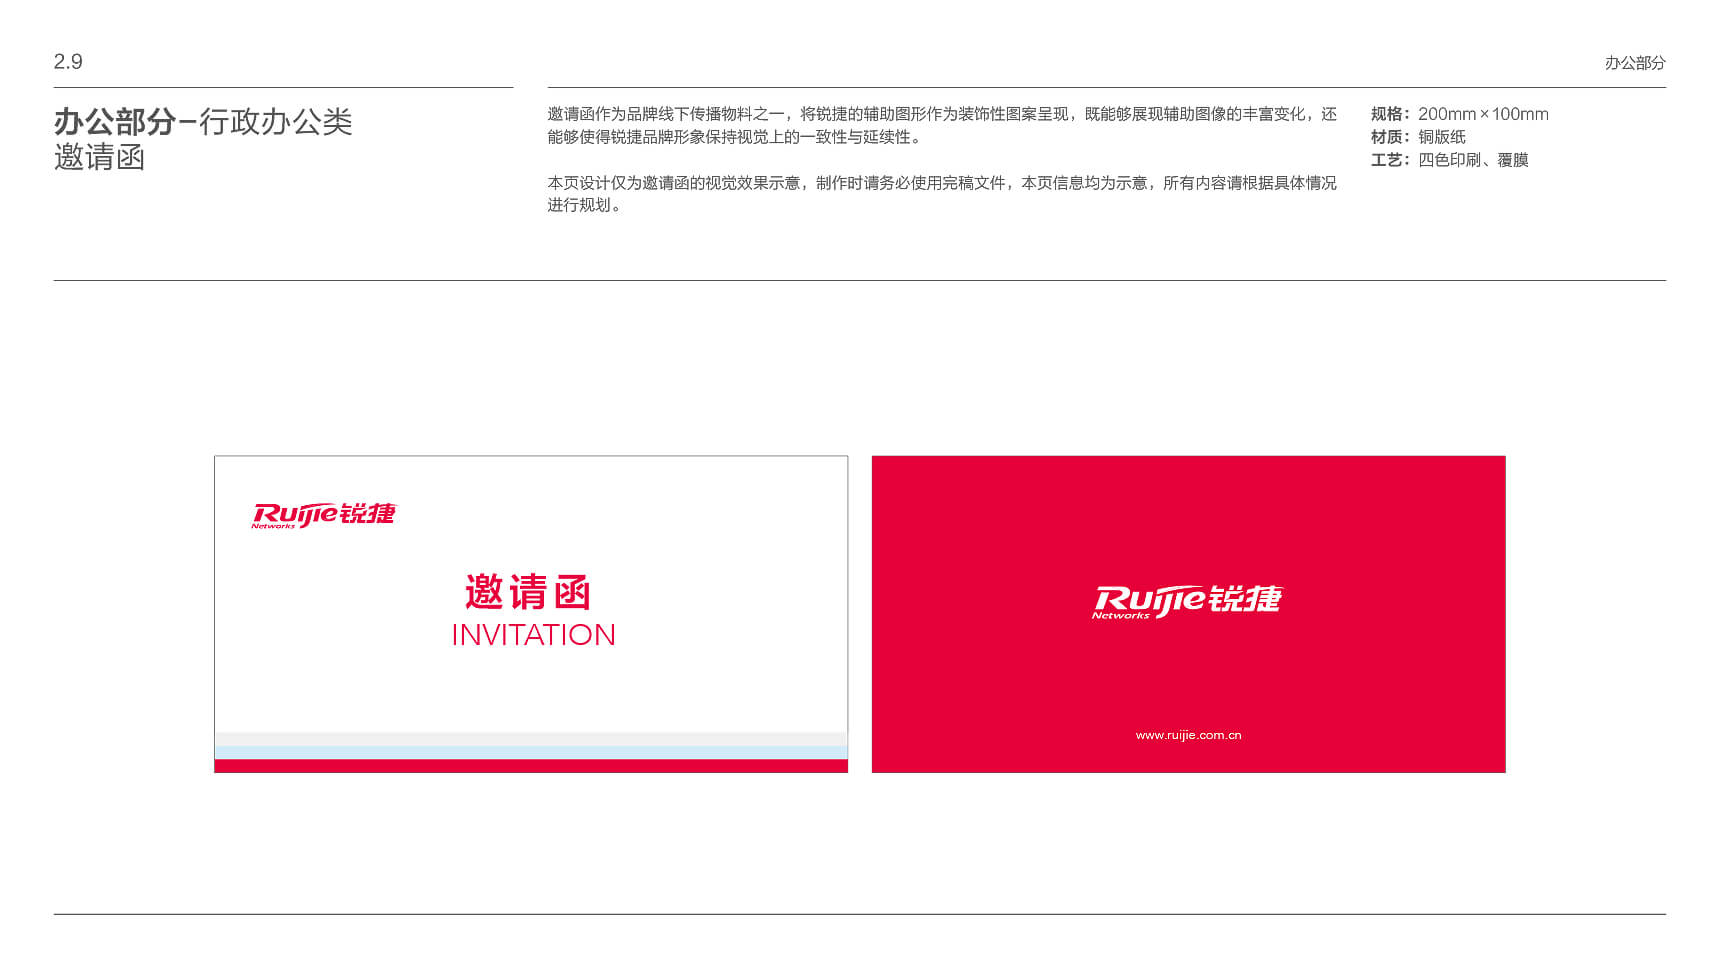 2.9
办公部分
办公部分-行政办公类
邀请函
邀请函作为品牌线下传播物料之一，将锐捷的辅助图形作为装饰性图案呈现，既能够展现辅助图像的丰富变化，还
能够使得锐捷品牌形象保持视觉上的一致性与延续性。
本页设计仅为邀请函的视觉效果示意，制作时请务必使用完稿文件，本页信息均为示意，所有内容请根据具体情况
进行规划。
规格：200mm×100mm
材质：铜版纸
工艺：四色印刷、覆膜
Ruijie锐捷
Networks
邀请函
INVITATION
Ruijie锐捷
Networks
www.ruijie.com.cn